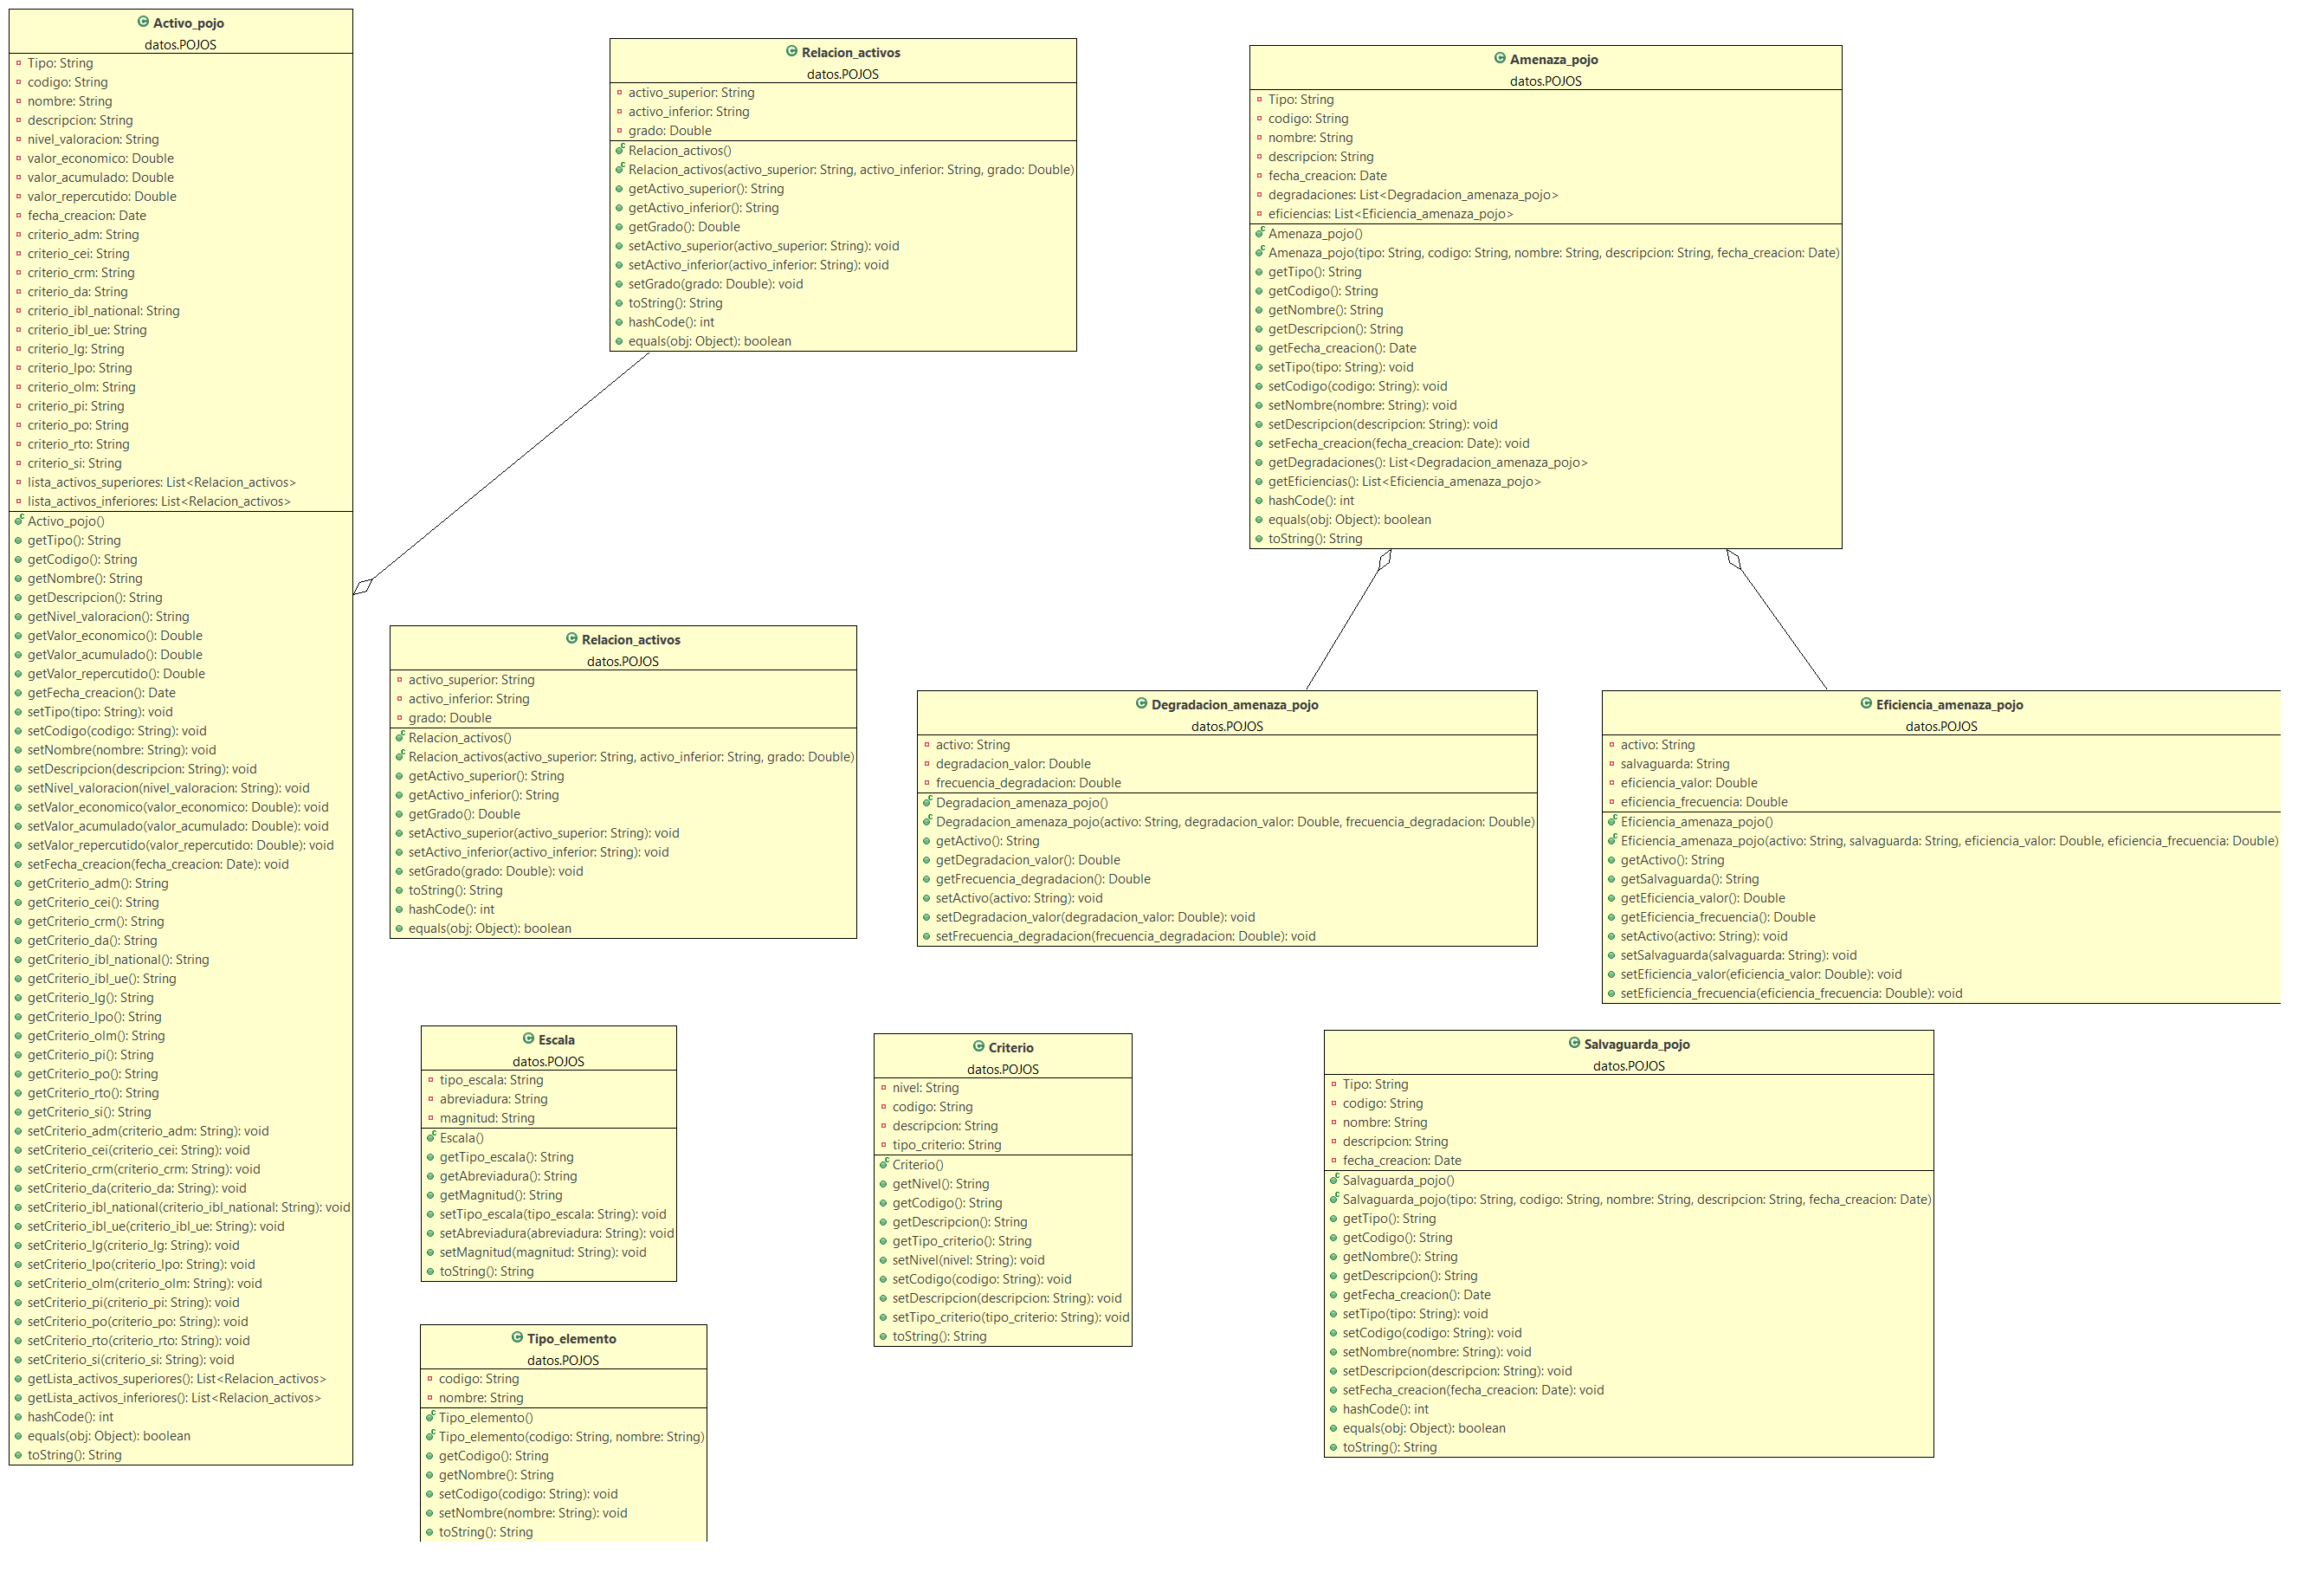 Activo_pojo
datos.POJOS
Tipo: String
codigo: String
nombre: String
descripcion: String
nivel_valoracion: String
valor_economico: Double
valor_acumulado: Double
valor_repercutido: Double
fecha_creacion: Date
criterio_adm: String
criterio_cei: String
criterio_crm: String
criterio_da: String
criterio_ibl_national: String
criterio_ibl_ue: String
criterio_lg: String
criterio_lpo: String
criterio_olm: String
criterio_pi: String
criterio_po: String
criterio_rto: String
criterio_si: String
lista_activos_superiores: List<Relacion_activos>
lista_activos_inferiores: List<Relacion_activos>
Activo_pojo()
getTipo(): String
getCodigo(): String
getNombre(): String
getDescripcion(): String
getNivel_valoracion(): String
getValor_economico(): Double
getValor_acumulado(): Double
getValor_repercutido(): Double
getFecha_creacion(): Date
setTipo(tipo: String): void
setCodigo(codigo: String): void
setNombre(nombre: String): void
setDescripcion(descripcion: String): void
setNivel_valoracion(nivel_valoracion: String): void
setValor_economico(valor_economico: Double): void
setValor_acumulado(valor_acumulado: Double): void
setValor_repercutido(valor_repercutido: Double): void
setFecha_creacion(fecha_creacion: Date): void
getCriterio_adm(): String
getCriterio_cei(): String
getCriterio_crm(): String
getCriterio_da(): String
getCriterio_ibl_national(): String
getCriterio_ibl_ue(): String
getCriterio_lg(): String
getCriterio_lpo(): String
getCriterio_olm(): String
getCriterio_pi(): String
getCriterio_po(): String
getCriterio_rto(): String
getCriterio_si(): String
setCriterio_adm(criterio_adm: String): void
setCriterio_cei(criterio_cei: String): void
setCriterio_crm(criterio_crm: String): void
setCriterio_da(criterio_da: String): void
setCriterio_ibl_national(criterio_ibl_national: String): void
setCriterio_ibl_ue(criterio_ibl_ue: String): void
setCriterio_lg(criterio_lg: String): void
setCriterio_lpo(criterio_lpo: String): void
setCriterio_olm(criterio_olm: String): void
setCriterio_pi(criterio_pi: String): void
setCriterio_po(criterio_po: String): void
setCriterio_rto(criterio_rto: String): void
setCriterio_si(criterio_si: String): void
getLista_activos_superiores(): List<Relacion_activos>
getLista_activos_inferiores(): List<Relacion_activos>
hashCode(): int
equals(obj: Object): boolean
toString(): String
Relacion_activos
datos.POJOS
activo_superior: String
activo_inferior: String
grado: Double
Relacion_activos()
Relacion_activos(activo_superior: String, activo_inferior: String, grado: Double)
getActivo_superior(): String
getActivo_inferior(): String
getGrado(): Double
setActivo_superior(activo_superior: String): void
setActivo_inferior(activo_inferior: String): void
setGrado(grado: Double): void
toString(): String
hashCode(): int
equals(obj: Object): boolean
Amenaza_pojo
datos.POJOS
Tipo: String
codigo: String
nombre: String
descripcion: String
fecha_creacion: Date
degradaciones: List<Degradacion_amenaza_pojo>
eficiencias: List<Eficiencia_amenaza_pojo>
Amenaza_pojo()
Amenaza_pojo(tipo: String, codigo: String, nombre: String, descripcion: String, fecha_creacion: Date)
getTipo(): String
getCodigo(): String
getNombre(): String
getDescripcion(): String
getFecha_creacion(): Date
setTipo(tipo: String): void
setCodigo(codigo: String): void
setNombre(nombre: String): void
setDescripcion(descripcion: String): void
setFecha_creacion(fecha_creacion: Date): void
getDegradaciones(): List<Degradacion_amenaza_pojo>
getEficiencias(): List<Eficiencia_amenaza_pojo>
hashCode(): int
equals(obj: Object): boolean
toString(): String
Relacion_activos
datos.POJOS
activo_superior: String
activo_inferior: String
grado: Double
Relacion_activos()
Relacion_activos(activo_superior: String, activo_inferior: String, grado: Double)
getActivo_superior(): String
getActivo_inferior(): String
getGrado(): Double
setActivo_superior(activo_superior: String): void
setActivo_inferior(activo_inferior: String): void
setGrado(grado: Double): void
toString(): String
hashCode(): int
equals(obj: Object): boolean
Degradacion_amenaza_pojo
datos.POJOS
activo: String
degradacion_valor: Double
frecuencia_degradacion: Double
Degradacion_amenaza_pojo()
Degradacion_amenaza_pojo(activo: String, degradacion_valor: Double, frecuencia_degradacion: Double)
getActivo(): String
getDegradacion_valor(): Double
getFrecuencia_degradacion(): Double
setActivo(activo: String): void
setDegradacion_valor(degradacion_valor: Double): void
setFrecuencia_degradacion(frecuencia_degradacion: Double): void
Eficiencia_amenaza_pojo
datos.POJOS
activo: String
salvaguarda: String
eficiencia_valor: Double
eficiencia_frecuencia: Double
Eficiencia_amenaza_pojo()
Eficiencia_amenaza_pojo(activo: String, salvaguarda: String, eficiencia_valor: Double, eficiencia_frecuencia: Double)
getActivo(): String
getSalvaguarda(): String
getEficiencia_valor(): Double
getEficiencia_frecuencia(): Double
setActivo(activo: String): void
setSalvaguarda(salvaguarda: String): void
setEficiencia_valor(eficiencia_valor: Double): void
setEficiencia_frecuencia(eficiencia_frecuencia: Double): void
Escala
datos.POJOS
tipo_escala: String
abreviadura: String
magnitud: String
Escala()
getTipo_escala(): String
getAbreviadura(): String
getMagnitud(): String
setTipo_escala(tipo_escala: String): void
setAbreviadura(abreviadura: String): void
setMagnitud(magnitud: String): void
toString(): String
Criterio
datos.POJOS
nivel: String
codigo: String
descripcion: String
tipo_criterio: String
Criterio()
getNivel(): String
getCodigo(): String
getDescripcion(): String
getTipo_criterio(): String
setNivel(nivel: String): void
setCodigo(codigo: String): void
setDescripcion(descripcion: String): void
setTipo_criterio(tipo_criterio: String): void
toString(): String
Salvaguarda_pojo
datos.POJOS
Tipo: String
codigo: String
nombre: String
descripcion: String
fecha_creacion: Date
Salvaguarda_pojo()
Salvaguarda_pojo(tipo: String, codigo: String, nombre: String, descripcion: String, fecha_creacion: Date)
getTipo(): String
getCodigo(): String
getNombre(): String
getDescripcion(): String
getFecha_creacion(): Date
setTipo(tipo: String): void
setCodigo(codigo: String): void
setNombre(nombre: String): void
setDescripcion(descripcion: String): void
setFecha_creacion(fecha_creacion: Date): void
hashCode(): int
equals(obj: Object): boolean
toString(): String
Tipo_elemento
datos.POJOS
codigo: String
nombre: String
Tipo_elemento()
Tipo_elemento(codigo: String, nombre: String)
getCodigo(): String
getNombre(): String
setCodigo(codigo: String): void
setNombre(nombre: String): void
toString(): String